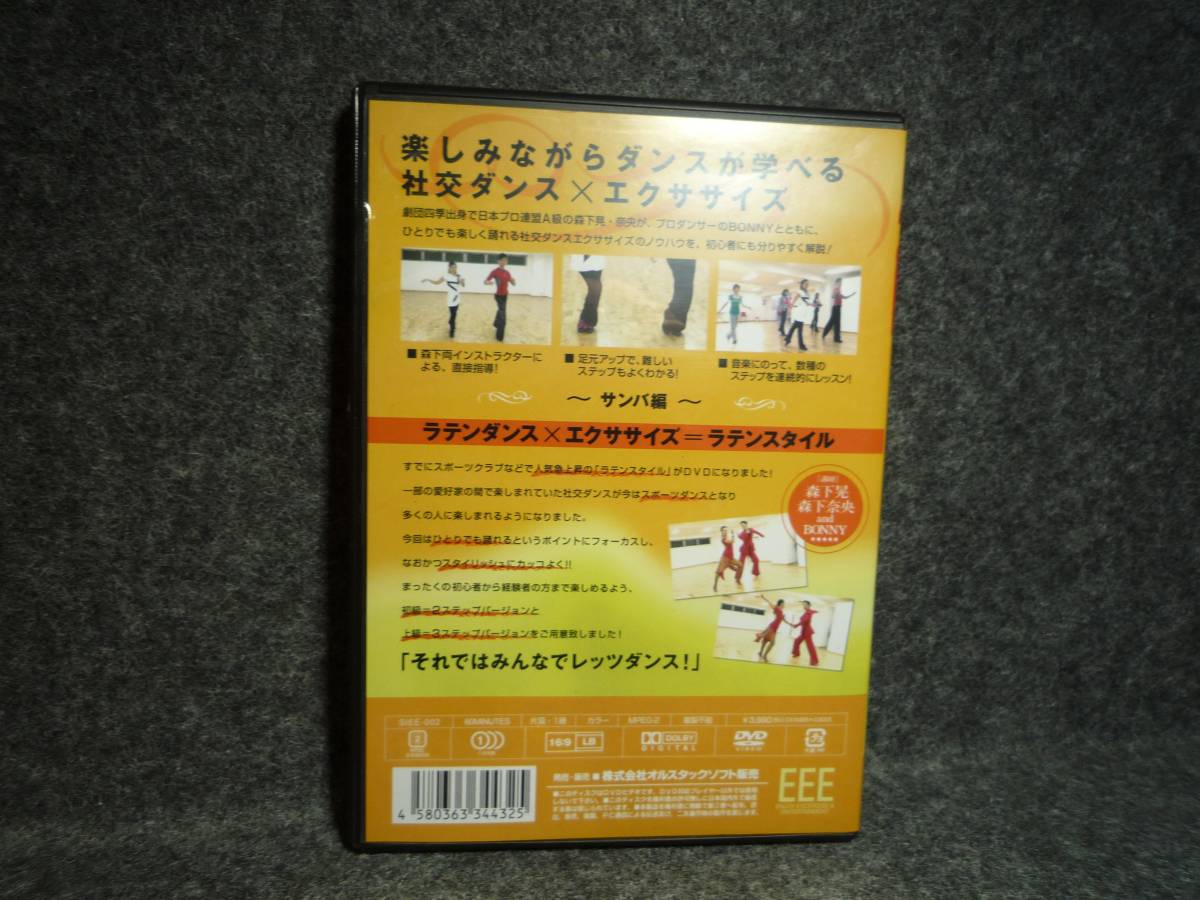 楽しみながらダンスが学べる
社交ダンス×エクササイズ
劇団四季出身で日本プロ連盟A級の森下晃・奈央が、プロダンサーのBONNYとともに、
ひとりでも楽しく踊れる社交ダンスエクササイズのノウハウを、初心者にも分りやすく解説!
■ 森下両インストラクターに
よる、直接指導!
■ 足元アップで、難しい
ステップもよくわかる!
■ 音楽にのって、数種の
ステップを連続的にレッスン!
～ サンバ編 ～
ラテンダンス×エクササイズ=ラテンスタイル
すでにスポーツクラブなどで人気急上昇の「ラテンスタイル」がDVDになりました!
一部の愛好家の間で楽しまれていた社交ダンスが今はスポーツダンスとなり
多くの人に楽しまれるようになりました。
今回はひとりでも踊れるというポイントにフォーカスし、
なおかつスタイリッシュにカッコよく!!
まったくの初心者から経験者の方まで楽しめるよう、
初級=2ステップバージョンと
上級=3ステップバージョンをご用意致しました!
「それではみんなでレッツダンス!」
森下晃
森下奈央
and
BONNY
60MINUTES
片面・1層
カラー
MPEG-2
複製不能
2
1
16:9 LB
DOLBY
DIGITAL
DVD
VIDEO
発売・販売 ● 株式会社オルスタックソフト販売
EEE
4 580363 344325